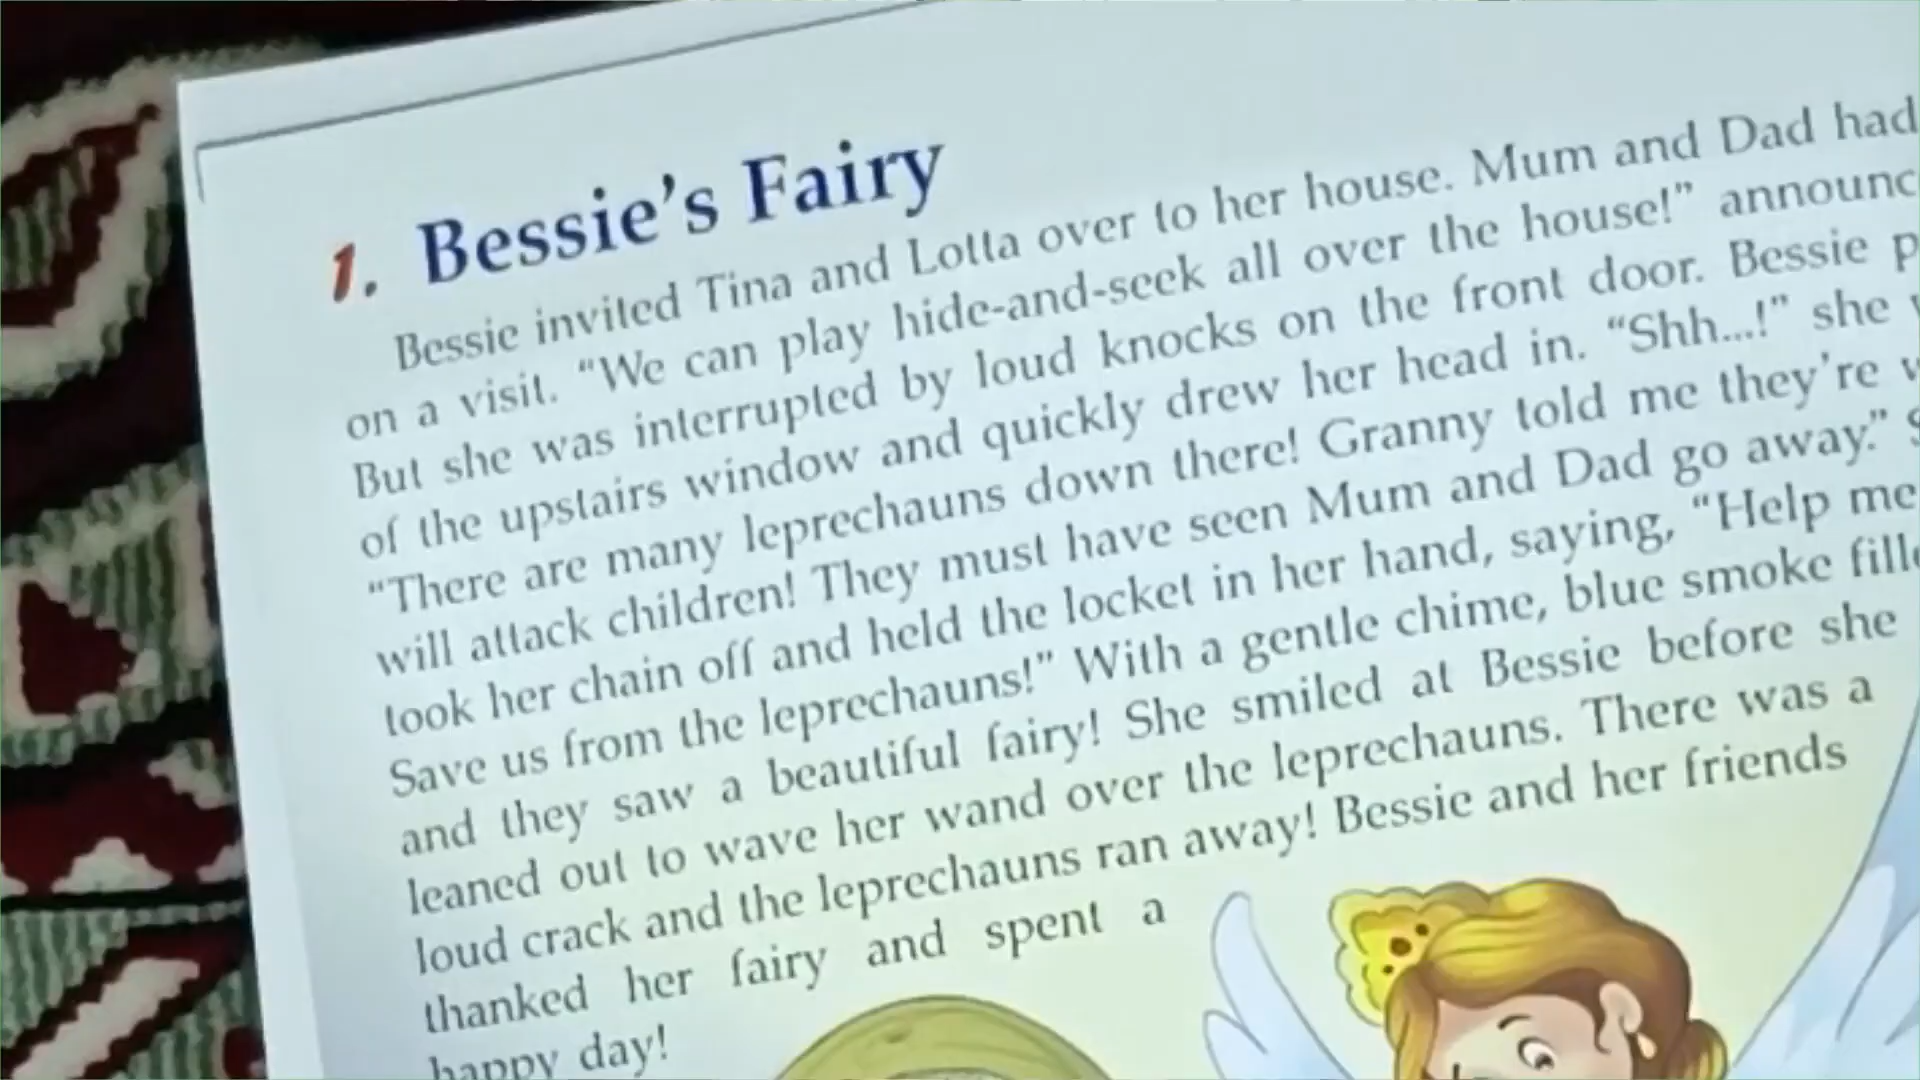 1. Bessie's Fairy
Bessie invited Tina and Lotta over to her house. Mum and Dad had
on a visit. “We can play hide-and-seek all over the house!”
But she was interrupted by loud knocks on the front door. Bessie
of the upstairs window and quickly drew her head in. “Shh...!” she
“There are many leprechauns down there! Granny told me they're
will attack children! They must have seen Mum and Dad go away.”
took her chain off and held the locket in her hand, saying, “Help me
Save us from the leprechauns!” With a gentle chime, blue smoke
and they saw a beautiful fairy! She smiled at Bessie before she
leaned out to wave her wand over the leprechauns. There was a
loud crack and the leprechauns ran away! Bessie and her friends
thanked her fairy and spent a
happy day!